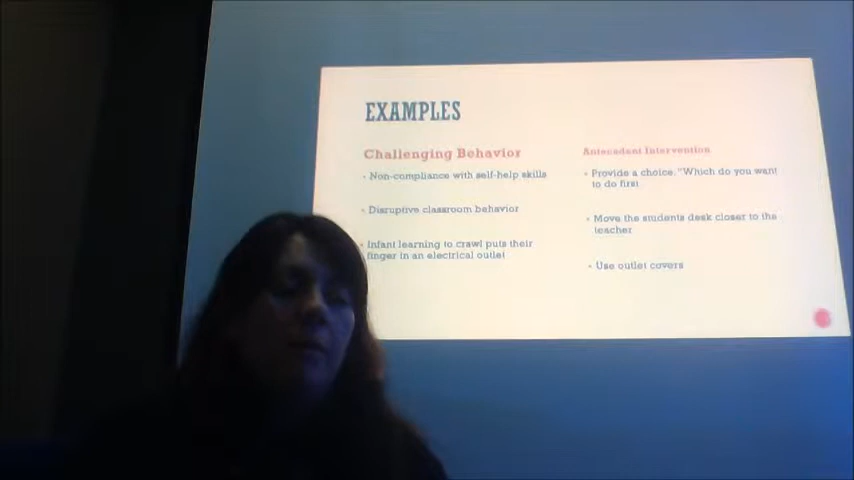 EXAMPLES
Challenging Behavior
- Non-compliance with self-help skills
- Disruptive classroom behavior
- Infant learning to crawl puts their
finger in an electrical outlet
Antecedant Intervention
- Provide a choice. "Which do you want
to do first
- Move the students desk closer to the
teacher
- Use outlet covers